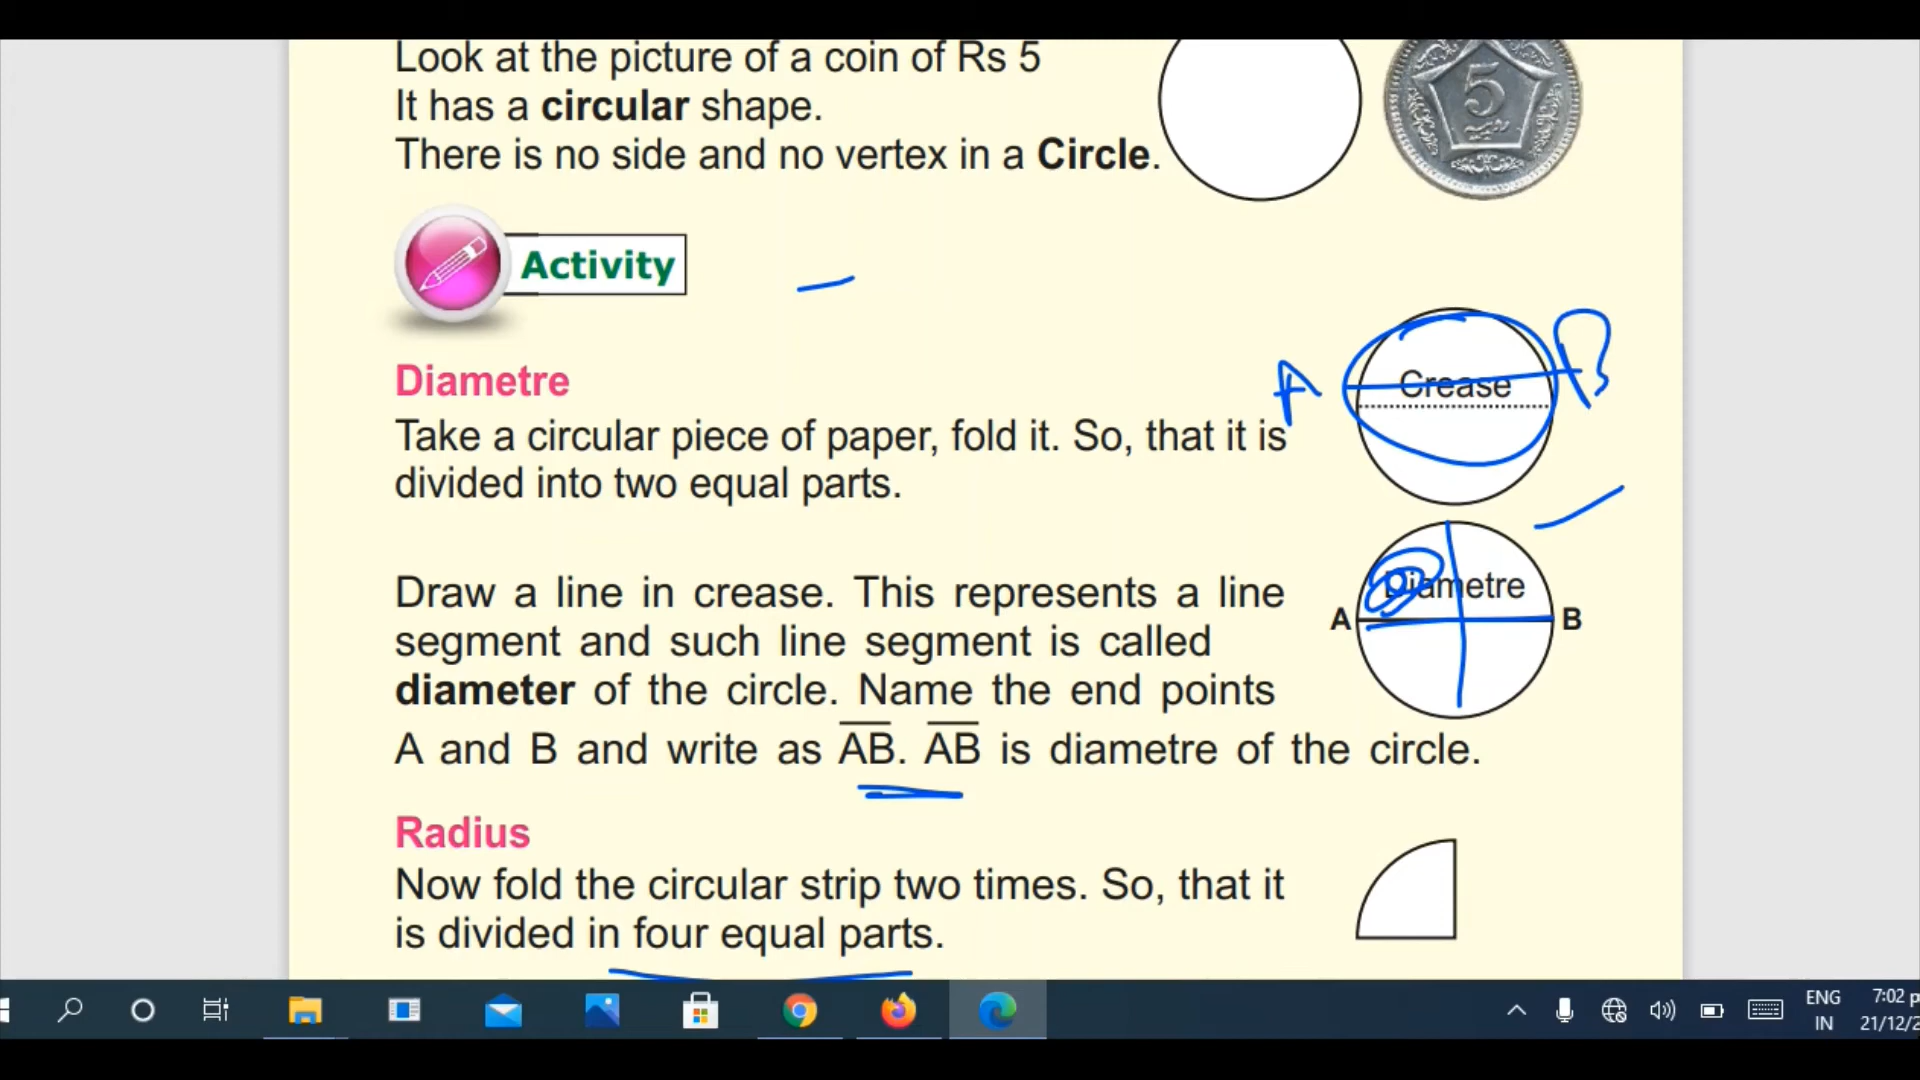 Look at the picture of a coin of Rs 5
It has a circular shape.
There is no side and no vertex in a Circle.
5
Activity
Diametre
Take a circular piece of paper, fold it. So, that it is
divided into two equal parts.
A
Crease
B
Draw a line in crease. This represents a line
segment and such line segment is called
diameter of the circle. Name the end points
A and B and write as AB. AB is diametre of the circle.
Diametre
A
B
Radius
Now fold the circular strip two times. So, that it
is divided in four equal parts.
ENG
IN
7:02 p
21/12/2